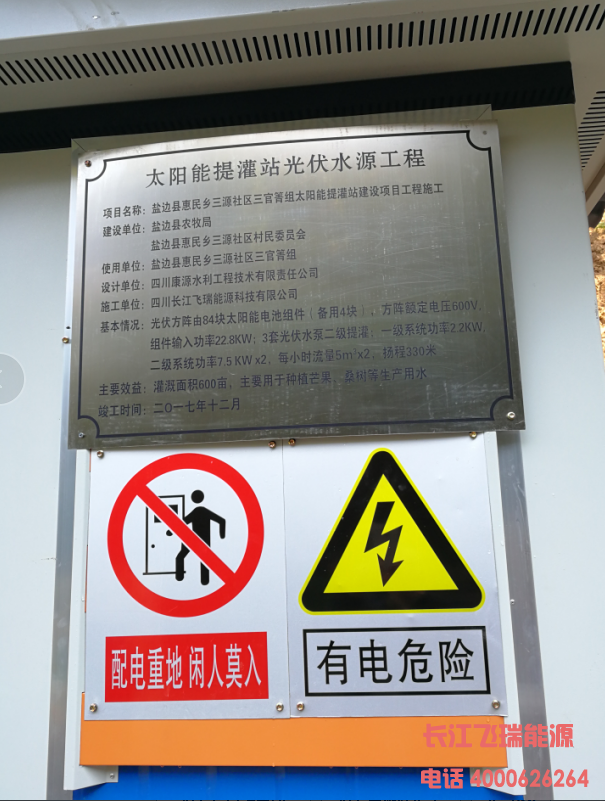 太阳能提灌站光伏水源工程
项目名称：盐边县惠民乡三源社区三官箐组太阳能提灌站建设项目工程施工
建设单位：盐边县农牧局
盐边县惠民乡三源社区村民委员会
使用单位：盐边县惠民乡三源社区三官箐组
设计单位：四川康源水利工程技术有限责任公司
施工单位：四川长江飞瑞能源科技有限公司
基本情况：光伏方阵由84块太阳能电池组件（备用4块），方阵额定电压600V，
组件输入功率22.8KW；3套光伏水泵二级提灌，一级系统功率2.2KW，
二级系统功率7.5 KW x2，每小时流量5m³x2，扬程330米
主要效益：灌溉面积600亩，主要用于种植芒果、桑树等生产用水
竣工时间：二〇一七年十二月
配电重地 闲人莫入
有电危险
长江飞瑞能源
电话 4000626264